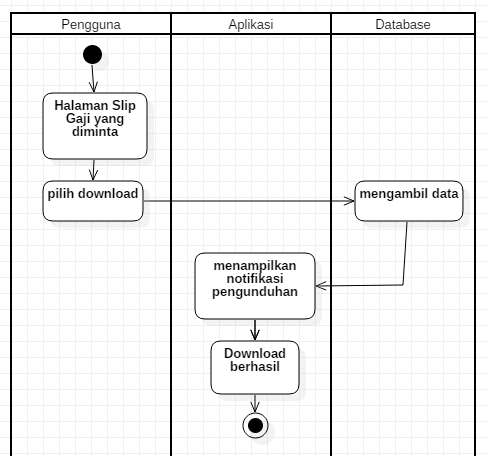 Pengguna
Aplikasi
Database
Halaman Slip
Gaji yang
diminta
pilih download
mengambil data
menampilkan
notifikasi
pengunduhan
Download
berhasil